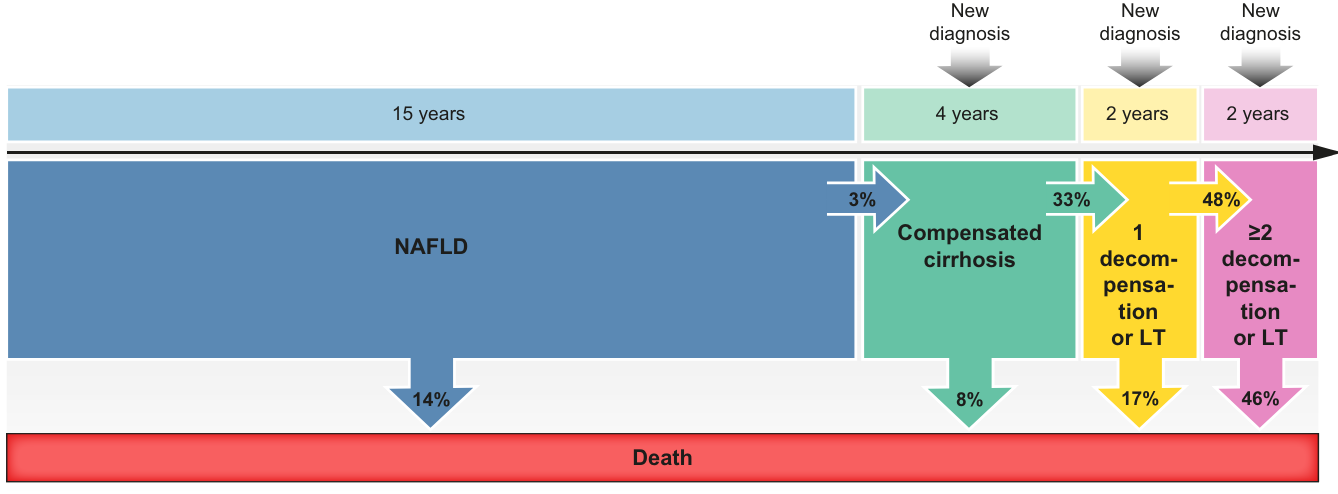 New
diagnosis
New
diagnosis
New
diagnosis
15 years
4 years
2 years
2 years
3%
33%
48%
NAFLD
Compensated
cirrhosis
1
decom-
pensa-
tion
or LT
≥2
decom-
pensa-
tion
or LT
14%
8%
17%
46%
Death